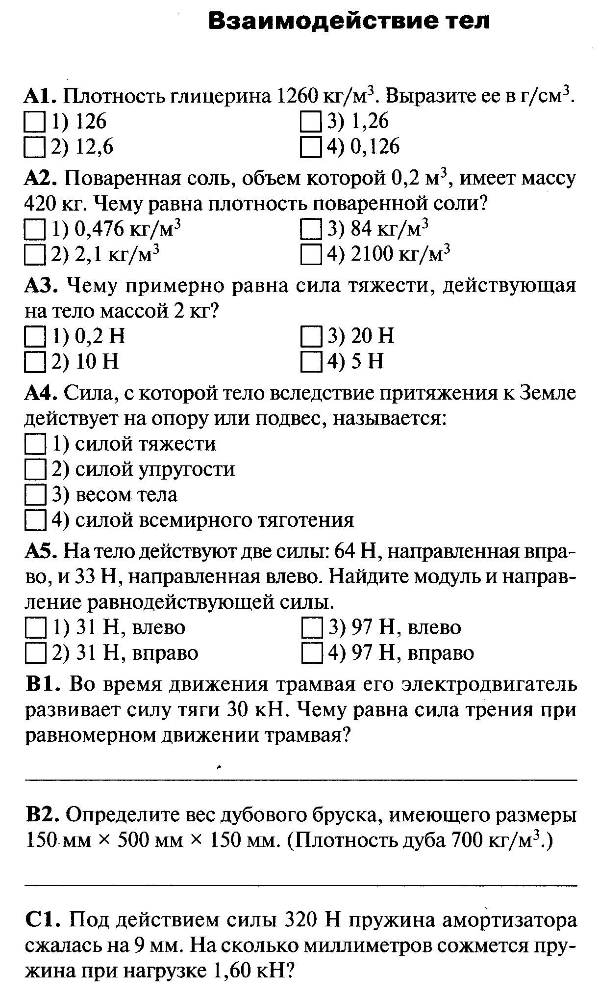 Взаимодействие тел
А1. Плотность глицерина 1260 кг/м³. Выразите ее в г/см³.
1) 126 3) 1,26
2) 12,6 4) 0,126
А2. Поваренная соль, объем которой 0,2 м³, имеет массу
420 кг. Чему равна плотность поваренной соли?
1) 0,476 кг/м³ 3) 84 кг/м³
2) 2,1 кг/м³ 4) 2100 кг/м³
А3. Чему примерно равна сила тяжести, действующая
на тело массой 2 кг?
1) 0,2 Н 3) 20 Н
2) 10 Н 4) 5 Н
А4. Сила, с которой тело вследствие притяжения к Земле
действует на опору или подвес, называется:
1) силой тяжести
2) силой упругости
3) весом тела
4) силой всемирного тяготения
А5. На тело действуют две силы: 64 Н, направленная впра-
во, и 33 Н, направленная влево. Найдите модуль и направ-
ление равнодействующей силы.
1) 31 Н, влево 3) 97 Н, влево
2) 31 Н, вправо 4) 97 Н, вправо
В1. Во время движения трамвая его электродвигатель
развивает силу тяги 30 кН. Чему равна сила трения при
равномерном движении трамвая?
В2. Определите вес дубового бруска, имеющего размеры
150 мм × 500 мм × 150 мм. (Плотность дуба 700 кг/м³.)
С1. Под действием силы 320 Н пружина амортизатора
сжалась на 9 мм. На сколько миллиметров сожмется пру-
жина при нагрузке 1,60 кН?